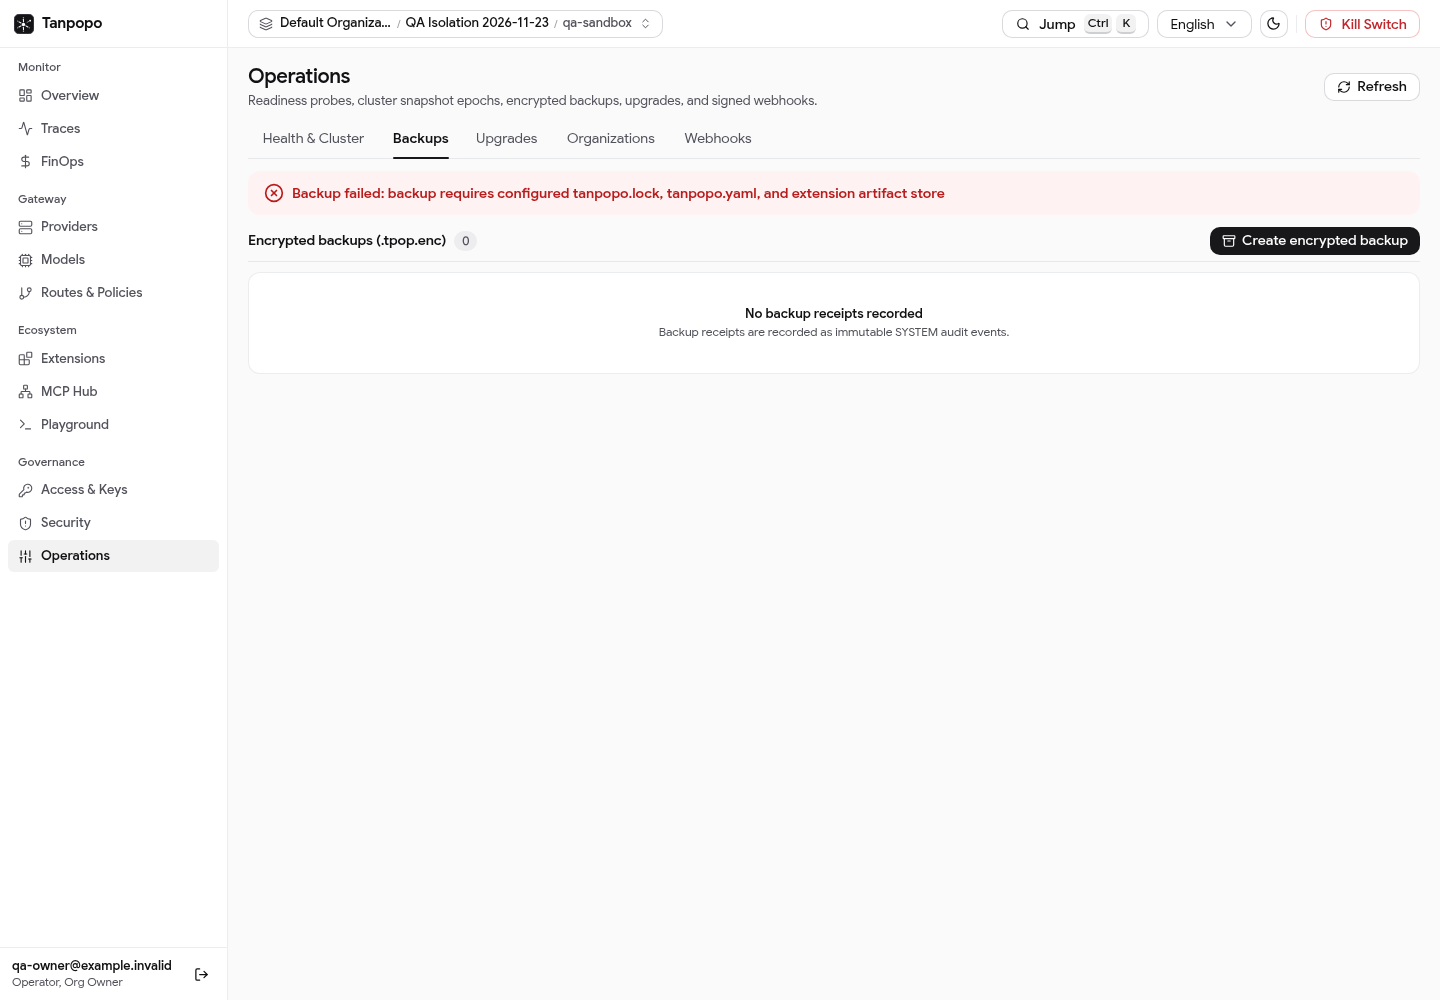 Tanpopo
Default Organiza... / QA Isolation 2026-11-23 / qa-sandbox
Jump Ctrl K
English
Kill Switch
Monitor
Overview
Traces
FinOps
Gateway
Providers
Models
Routes & Policies
Ecosystem
Extensions
MCP Hub
Playground
Governance
Access & Keys
Security
Operations
qa-owner@example.invalid
Operator, Org Owner
Operations
Readiness probes, cluster snapshot epochs, encrypted backups, upgrades, and signed webhooks.
Refresh
Health & Cluster Backups Upgrades Organizations Webhooks
Backup failed: backup requires configured tanpopo.lock, tanpopo.yaml, and extension artifact store
Encrypted backups (.tpop.enc) 0
Create encrypted backup
No backup receipts recorded
Backup receipts are recorded as immutable SYSTEM audit events.